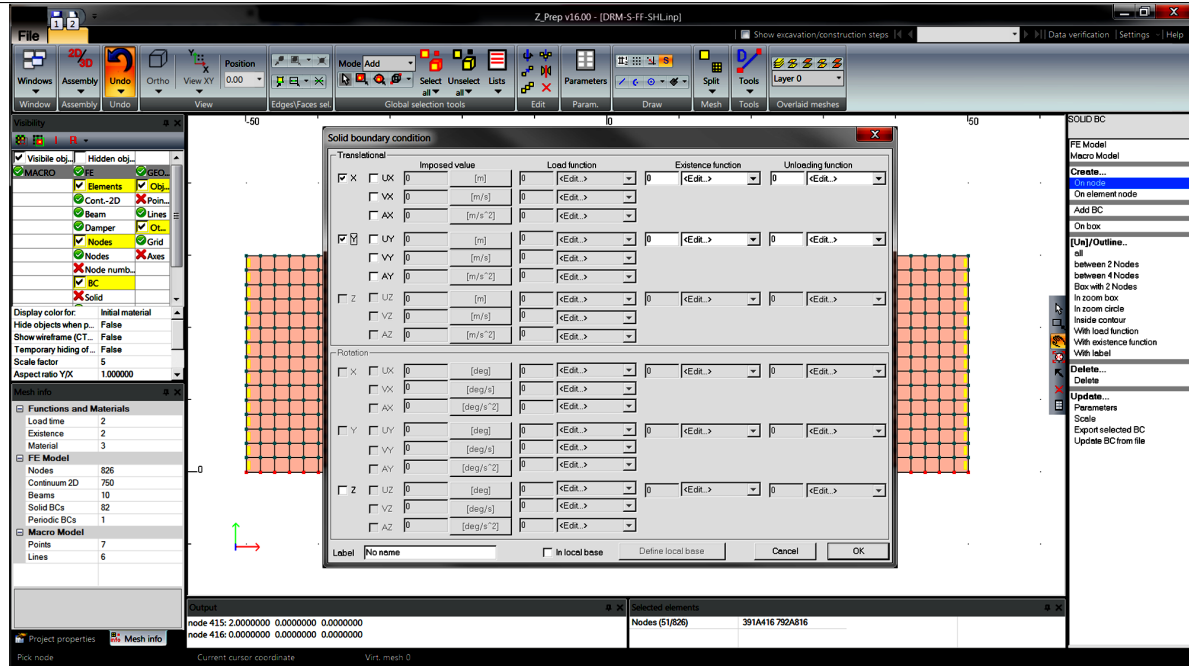 Z_Prep v16.00 - [DRM-S-FF-SHL.inp]
1 2
File
Show excavation/construction steps
Data verification | Settings - | Help
Windows
Assembly
Undo
Ortho
View XY
Position
0.00
Mode Add
Select all
Unselect all
Lists
Parameters
Split
Tools
Layer 0
Window
Assembly
Undo
View
Edges\Faces sel.
Global selection tools
Edit
Param.
Draw
Mesh
Tools
Overlaid meshes
Visibility
Visibile obj... Hidden obj...
MACRO FE GEO...
Elements Obj...
Cont.-2D Poin...
Beam Lines
Damper Ot...
Nodes Grid
Nodes Axes
Node numb...
BC
Solid
Display color for: Initial material
Hide objects when p... False
Show wireframe (CT... False
Temporary hiding of ... False
Scale factor 5
Aspect ratio Y/X 1.000000
Mesh info
Functions and Materials
Load time 2
Existence 2
Material 3
FE Model
Nodes 826
Continuum 2D 750
Beams 10
Solid BCs 82
Periodic BCs 1
Macro Model
Points 7
Lines 6
Project properties Mesh info
Pick node
Current cursor coordinate
Virt. mesh 0
-50 0 50
0
Solid boundary condition
X
Translational
Imposed value Load function Existence function Unloading function
X UX 0 [m] 0 <Edit..> 0 <Edit..> 0 <Edit..>
VX 0 [m/s] 0 <Edit..>
AX 0 [m/s^2] 0 <Edit..>
Y UY 0 [m] 0 <Edit..> 0 <Edit..> 0 <Edit..>
VY 0 [m/s] 0 <Edit..>
AY 0 [m/s^2] 0 <Edit..>
Z UZ 0 [m] 0 <Edit..> 0 <Edit..> 0 <Edit..>
VZ 0 [m/s] 0 <Edit..>
AZ 0 [m/s^2] 0 <Edit..>
Rotation
X UX 0 [deg] 0 <Edit..> 0 <Edit..> 0 <Edit..>
VX 0 [deg/s] 0 <Edit..>
AX 0 [deg/s^2] 0 <Edit..>
Y UY 0 [deg] 0 <Edit..> 0 <Edit..> 0 <Edit..>
VY 0 [deg/s] 0 <Edit..>
AY 0 [deg/s^2] 0 <Edit..>
Z UZ 0 [deg] 0 <Edit..> 0 <Edit..> 0 <Edit..>
VZ 0 [deg/s] 0 <Edit..>
AZ 0 [deg/s^2] 0 <Edit..>
Label No name In local base Define local base Cancel OK
Output
node 415: 2.0000000 0.0000000 0.0000000
node 416: 0.0000000 0.0000000 0.0000000
Selected elements
Nodes (51/826) 391A416 792A816
SOLID BC
FE Model
Macro Model
Create...
On node
On element node
Add BC
On box
[Un]/Outline..
all
between 2 Nodes
between 4 Nodes
Box with 2 Nodes
In zoom box
In zoom circle
Inside contour
With load function
With existence function
With label
Delete...
Delete
Update...
Parameters
Scale
Export selected BC
Update BC from file